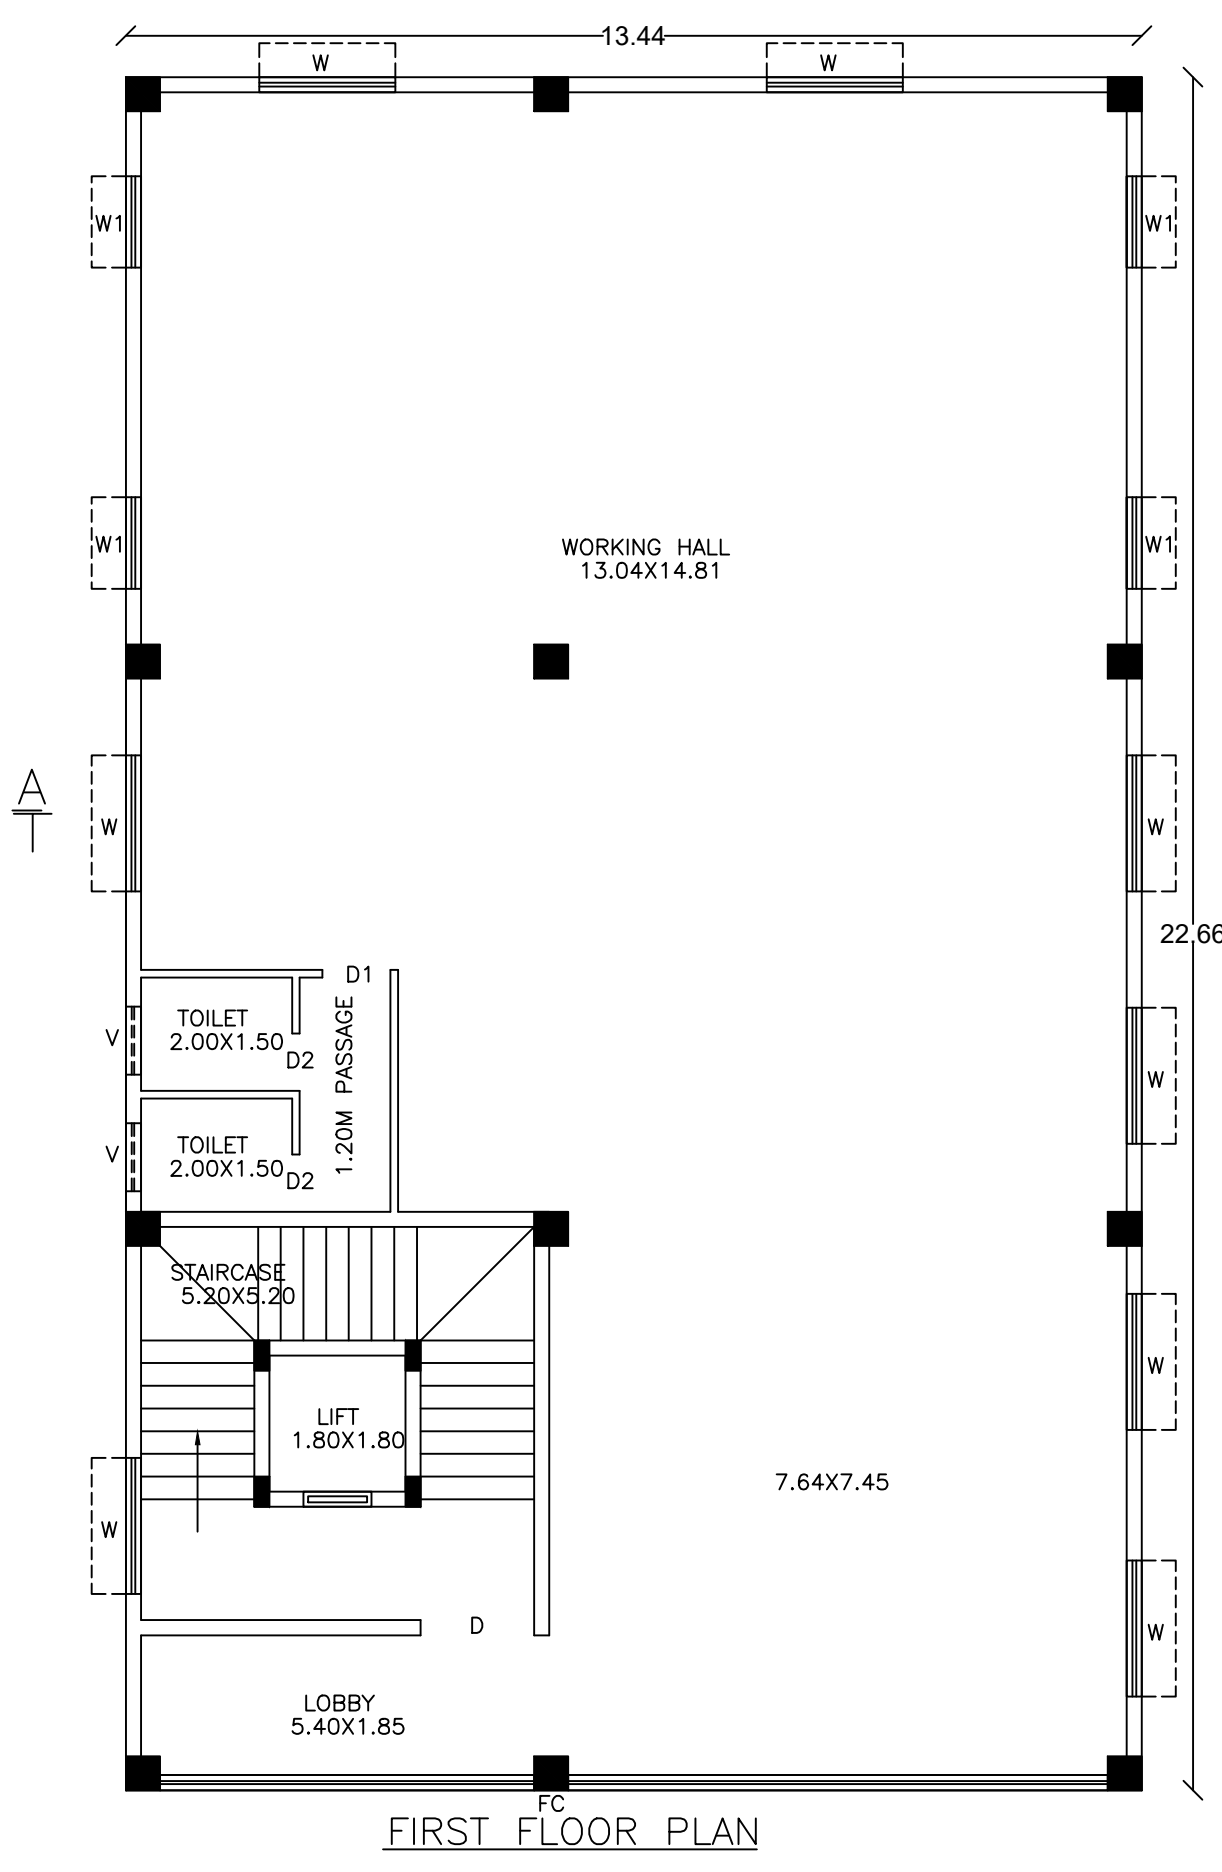 13.44
W W
W1 W1
W1 W1
WORKING HALL
13.04X14.81
A
W W
22.66
D1
TOILET
2.00X1.50
V
D2
1.20M PASSAGE
W
TOILET
2.00X1.50
V
D2
STAIRCASE
5.20X5.20
W
LIFT
1.80X1.80
7.64X7.45
W
D
W
LOBBY
5.40X1.85
FC
FIRST FLOOR PLAN